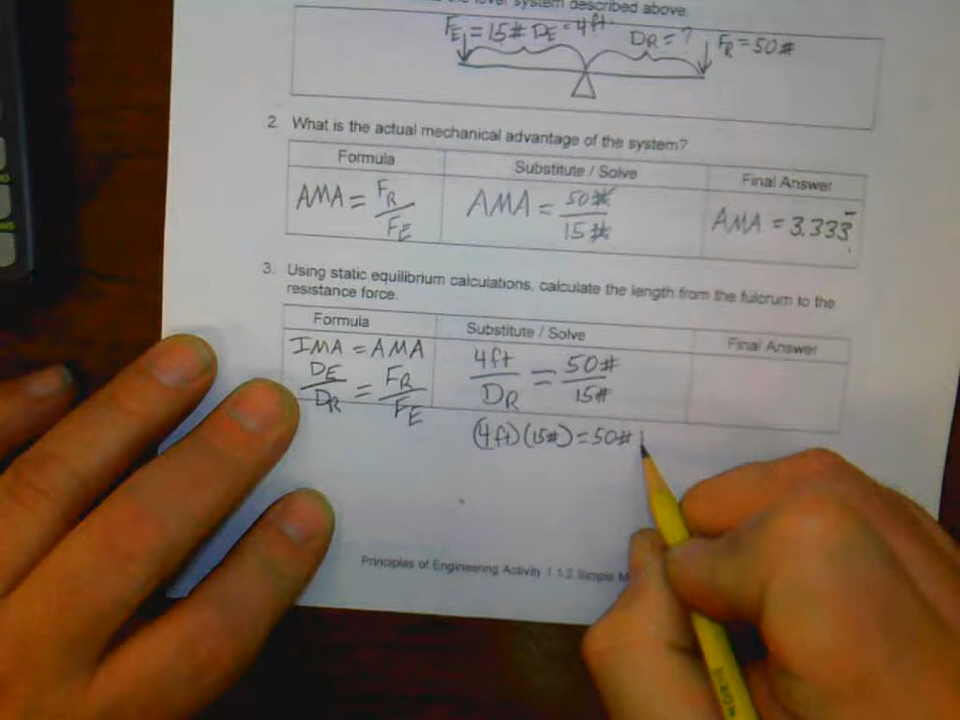 system described above.
FE = 15# DE = 4ft. DR = ? FR = 50#
2. What is the actual mechanical advantage of the system?
Formula Substitute / Solve Final Answer
AMA = FR/FE AMA = 50#/15# AMA = 3.333
3. Using static equilibrium calculations, calculate the length from the fulcrum to the
resistance force.
Formula Substitute / Solve Final Answer
IMA = AMA
DE/DR = FR/FE 4ft/DR = 50#/15#
(4ft)(15#) = 50#
Principles of Engineering Activity 1.1.2 Simple M